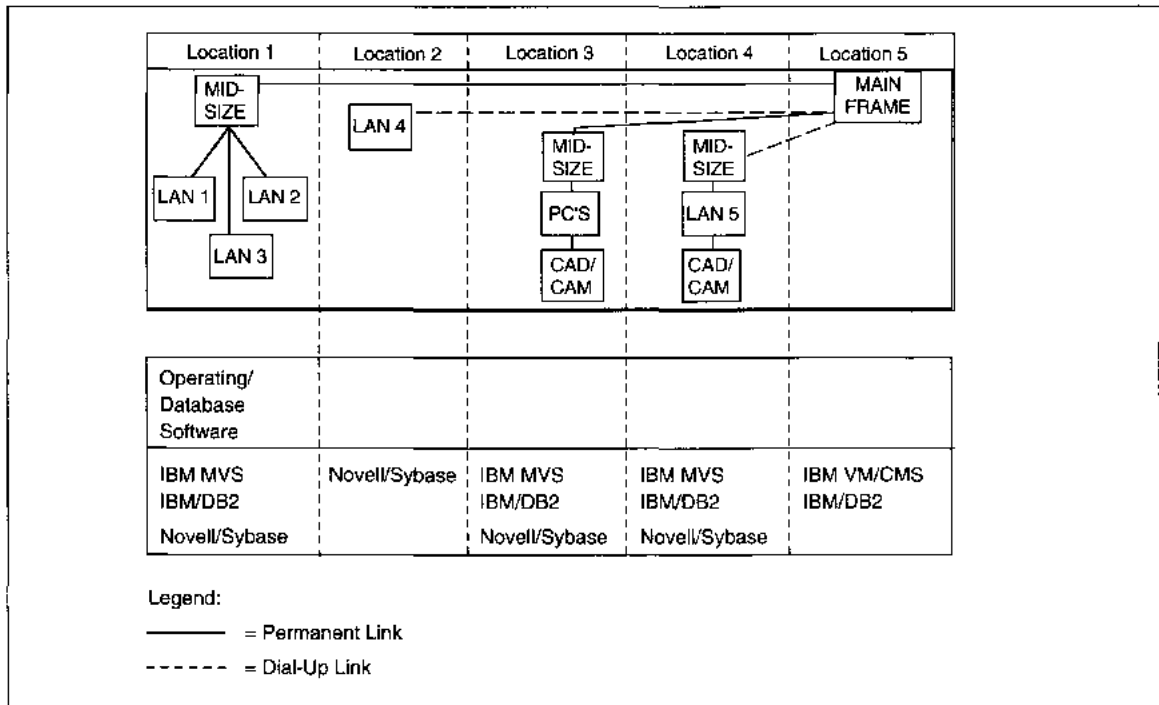 Location 1 Location 2 Location 3 Location 4 Location 5
MID-
SIZE
MAIN
FRAME
LAN 4
MID-
SIZE
MID-
SIZE
LAN 1
LAN 2
PC'S
LAN 5
LAN 3
CAD/
CAM
CAD/
CAM
Operating/
Database
Software
IBM MVS Novell/Sybase IBM MVS IBM MVS IBM VM/CMS
IBM/DB2 IBM/DB2 IBM/DB2 IBM/DB2
Novell/Sybase Novell/Sybase Novell/Sybase
Legend:
= Permanent Link
= Dial-Up Link